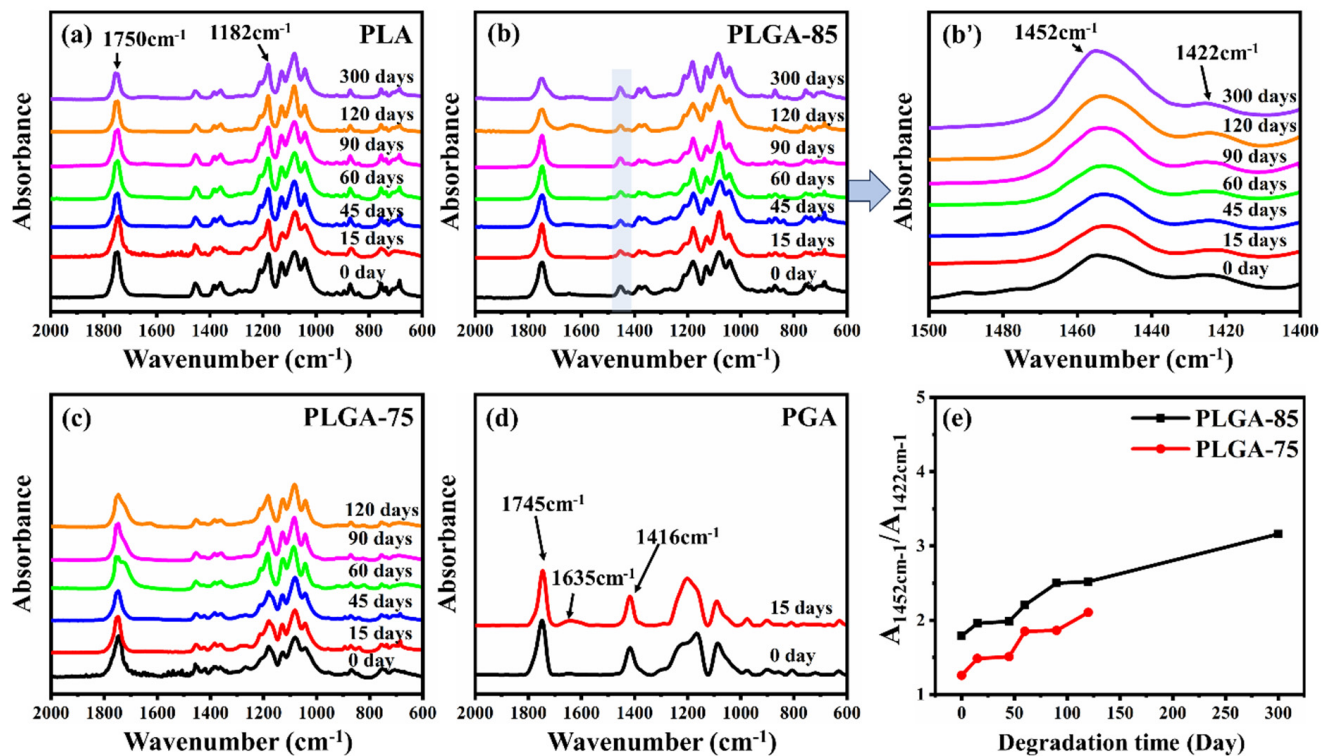 (a) 1750cm-1 1182cm-1 PLA
300 days
120 days
90 days
60 days
45 days
15 days
0 day
Absorbance
2000 1800 1600 1400 1200 1000 800 600
Wavenumber (cm-1)
(b) PLGA-85
300 days
120 days
90 days
60 days
45 days
15 days
0 day
Absorbance
2000 1800 1600 1400 1200 1000 800 600
Wavenumber (cm-1)
(b')
1452cm-1
1422cm-1
300 days
120 days
90 days
60 days
45 days
15 days
0 day
Absorbance
1500 1480 1460 1440 1420 1400
Wavenumber (cm-1)
(c) PLGA-75
120 days
90 days
60 days
45 days
15 days
0 day
Absorbance
2000 1800 1600 1400 1200 1000 800 600
Wavenumber (cm-1)
(d) PGA
1745cm-1
1635cm-1
1416cm-1
15 days
0 day
Absorbance
2000 1800 1600 1400 1200 1000 800 600
Wavenumber (cm-1)
(e)
PLGA-85
PLGA-75
A1452cm-1/A1422cm-1
5
4
3
2
1
0 50 100 150 200 250 300
Degradation time (Day)